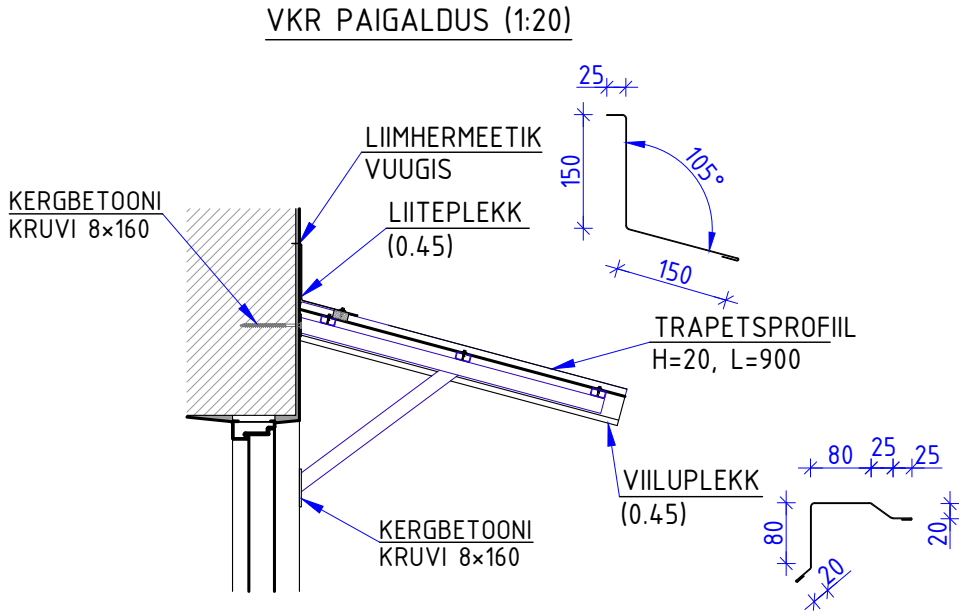 VKR PAIGALDUS (1:20)
25
150
105°
150
LIIMHERMEETIK
VUUGIS
KERGBETOONI
KRUVI 8×160
LIITEPLEKK
(0.45)
TRAPETSPROFIIL
H=20, L=900
VIILUPLEKK
(0.45)
KERGBETOONI
KRUVI 8×160
80
25
25
80
20
20